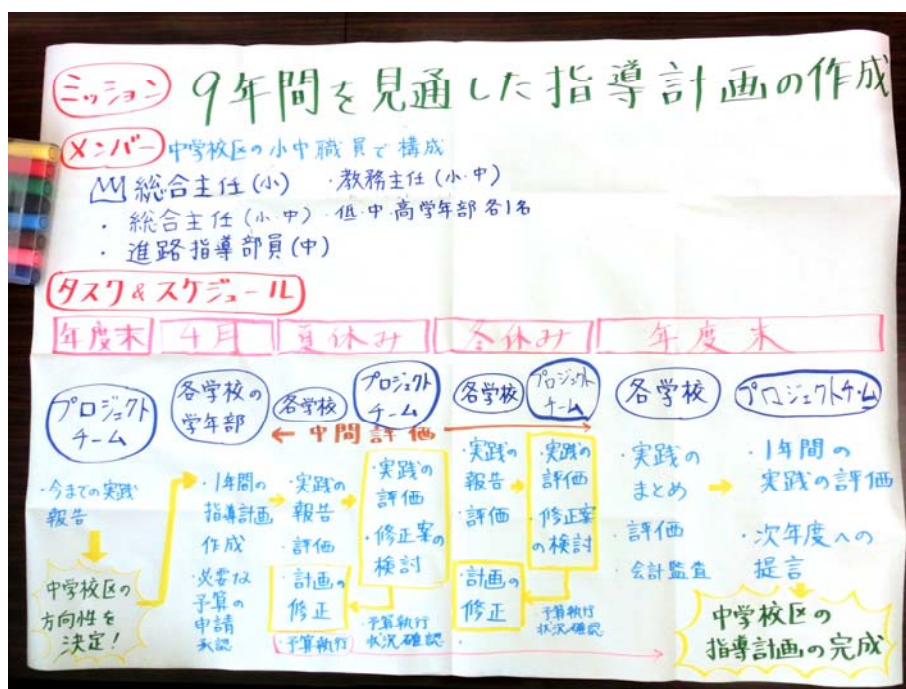 ミッション 9年間を見通した指導計画の作成
メンバー 中学校区の小中職員で構成
総合主任(小) ・教務主任(小・中)
・総合主任(小・中)・低・中・高学年部各1名
・進路指導部員(中)
タスク&スケジュール
年度末 4月 夏休み 冬休み 年度末
プロジェクト
チーム
・今までの実践
報告
中学校区の
方向性を
決定!
各学校の
学年部
・1年間の
指導計画
作成
・必要な
予算の
申請
承認
← 中間評価 →
各学校
・実践の
報告
・評価
・計画の
修正
・予算執行
プロジェクト
チーム
・実践の
評価
・修正案の
検討
・予算執行
状況確認
各学校
・実践の
報告
・評価
・計画の
修正
プロジェクト
チーム
・実践の
評価
・修正案
の検討
・予算執行
状況確認
各学校
・実践の
まとめ
・評価
・会計監査
プロジェクトチーム
・1年間の
実践の評価
・次年度への
提言
中学校区の
指導計画の完成